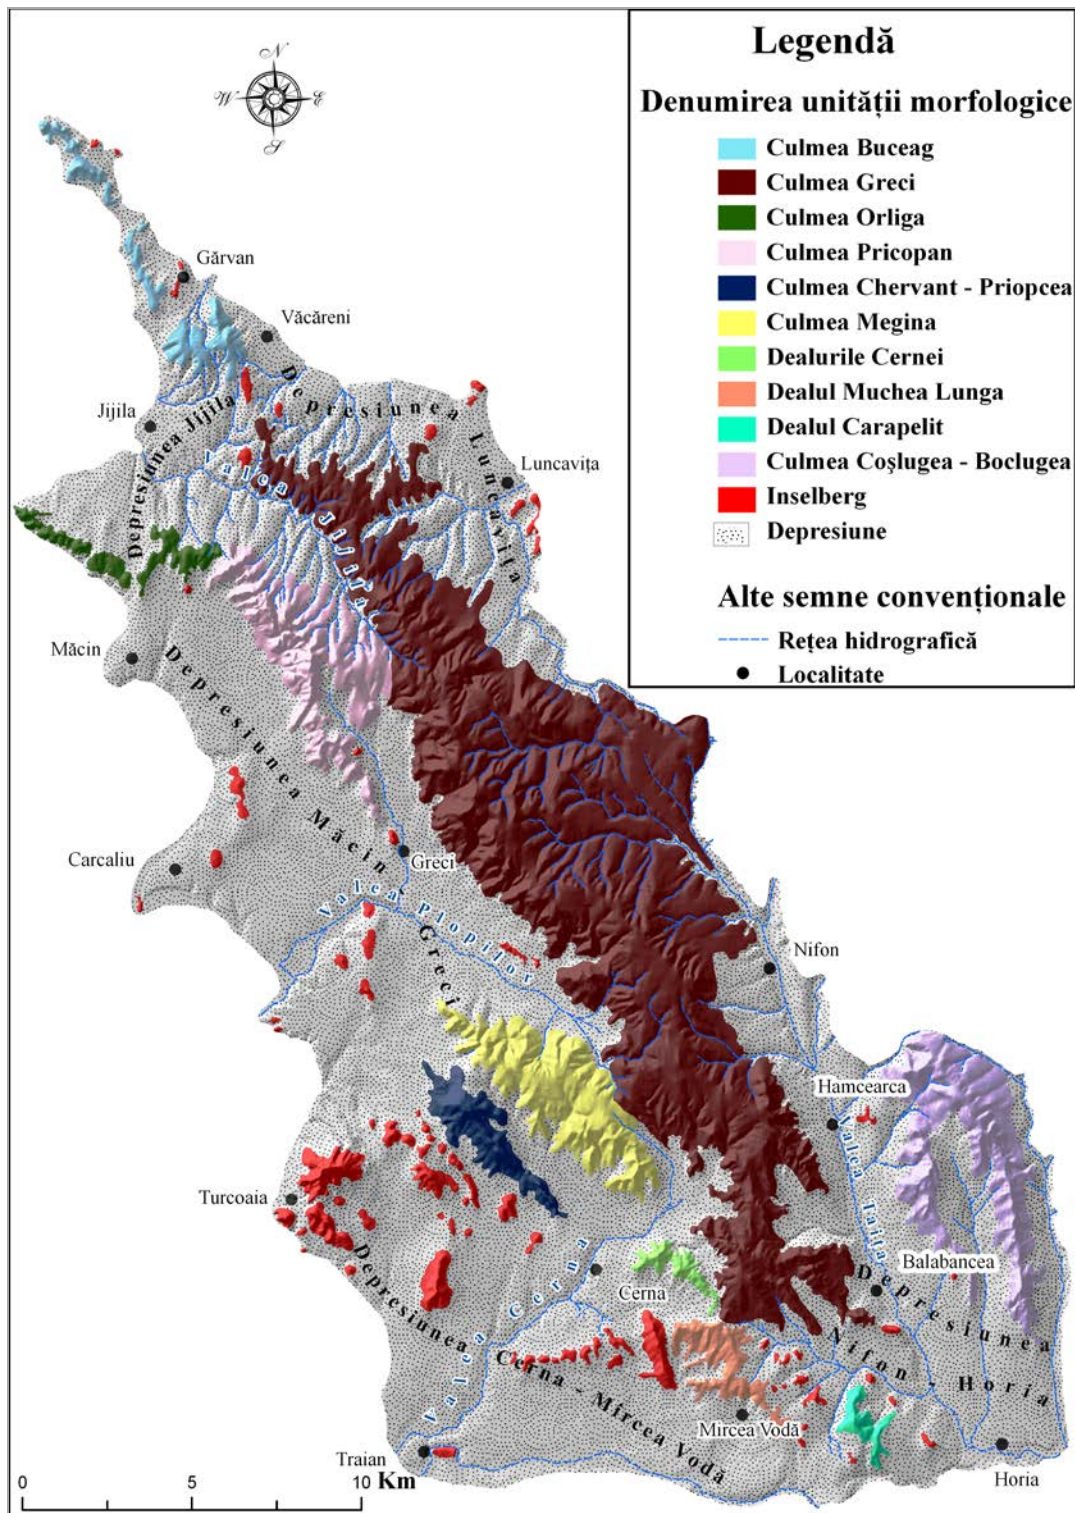 Legendă
Denumirea unității morfologice
Culmea Buceag
Culmea Greci
Culmea Orliga
Culmea Pricopan
Culmea Chervant - Priopcea
Culmea Megina
Dealurile Cernei
Dealul Muchea Lunga
Dealul Carapelit
Culmea Coşlugea - Boclugea
Inselberg
Depresiune
Alte semne convenționale
Rețea hidrografică
Localitate
N
W
E
S
Gărvan
Văcăreni
Depresiunea Luncavița
Jijila
Depresiunea Jijila
Valea Jijilac
Luncavița
Măcin
Depresiunea Măcin - Greci
Carcaliu
Greci
Valea Plopilor
Nifon
Hamcearca
Valea Taița
Turcoaia
Balabancea
Depresiunea Nifon - Horia
Cerna
Valea Cerna
Depresiunea Cerna - Mircea Vodă
Mircea Vodă
Traian
Horia
0 5 10 Km